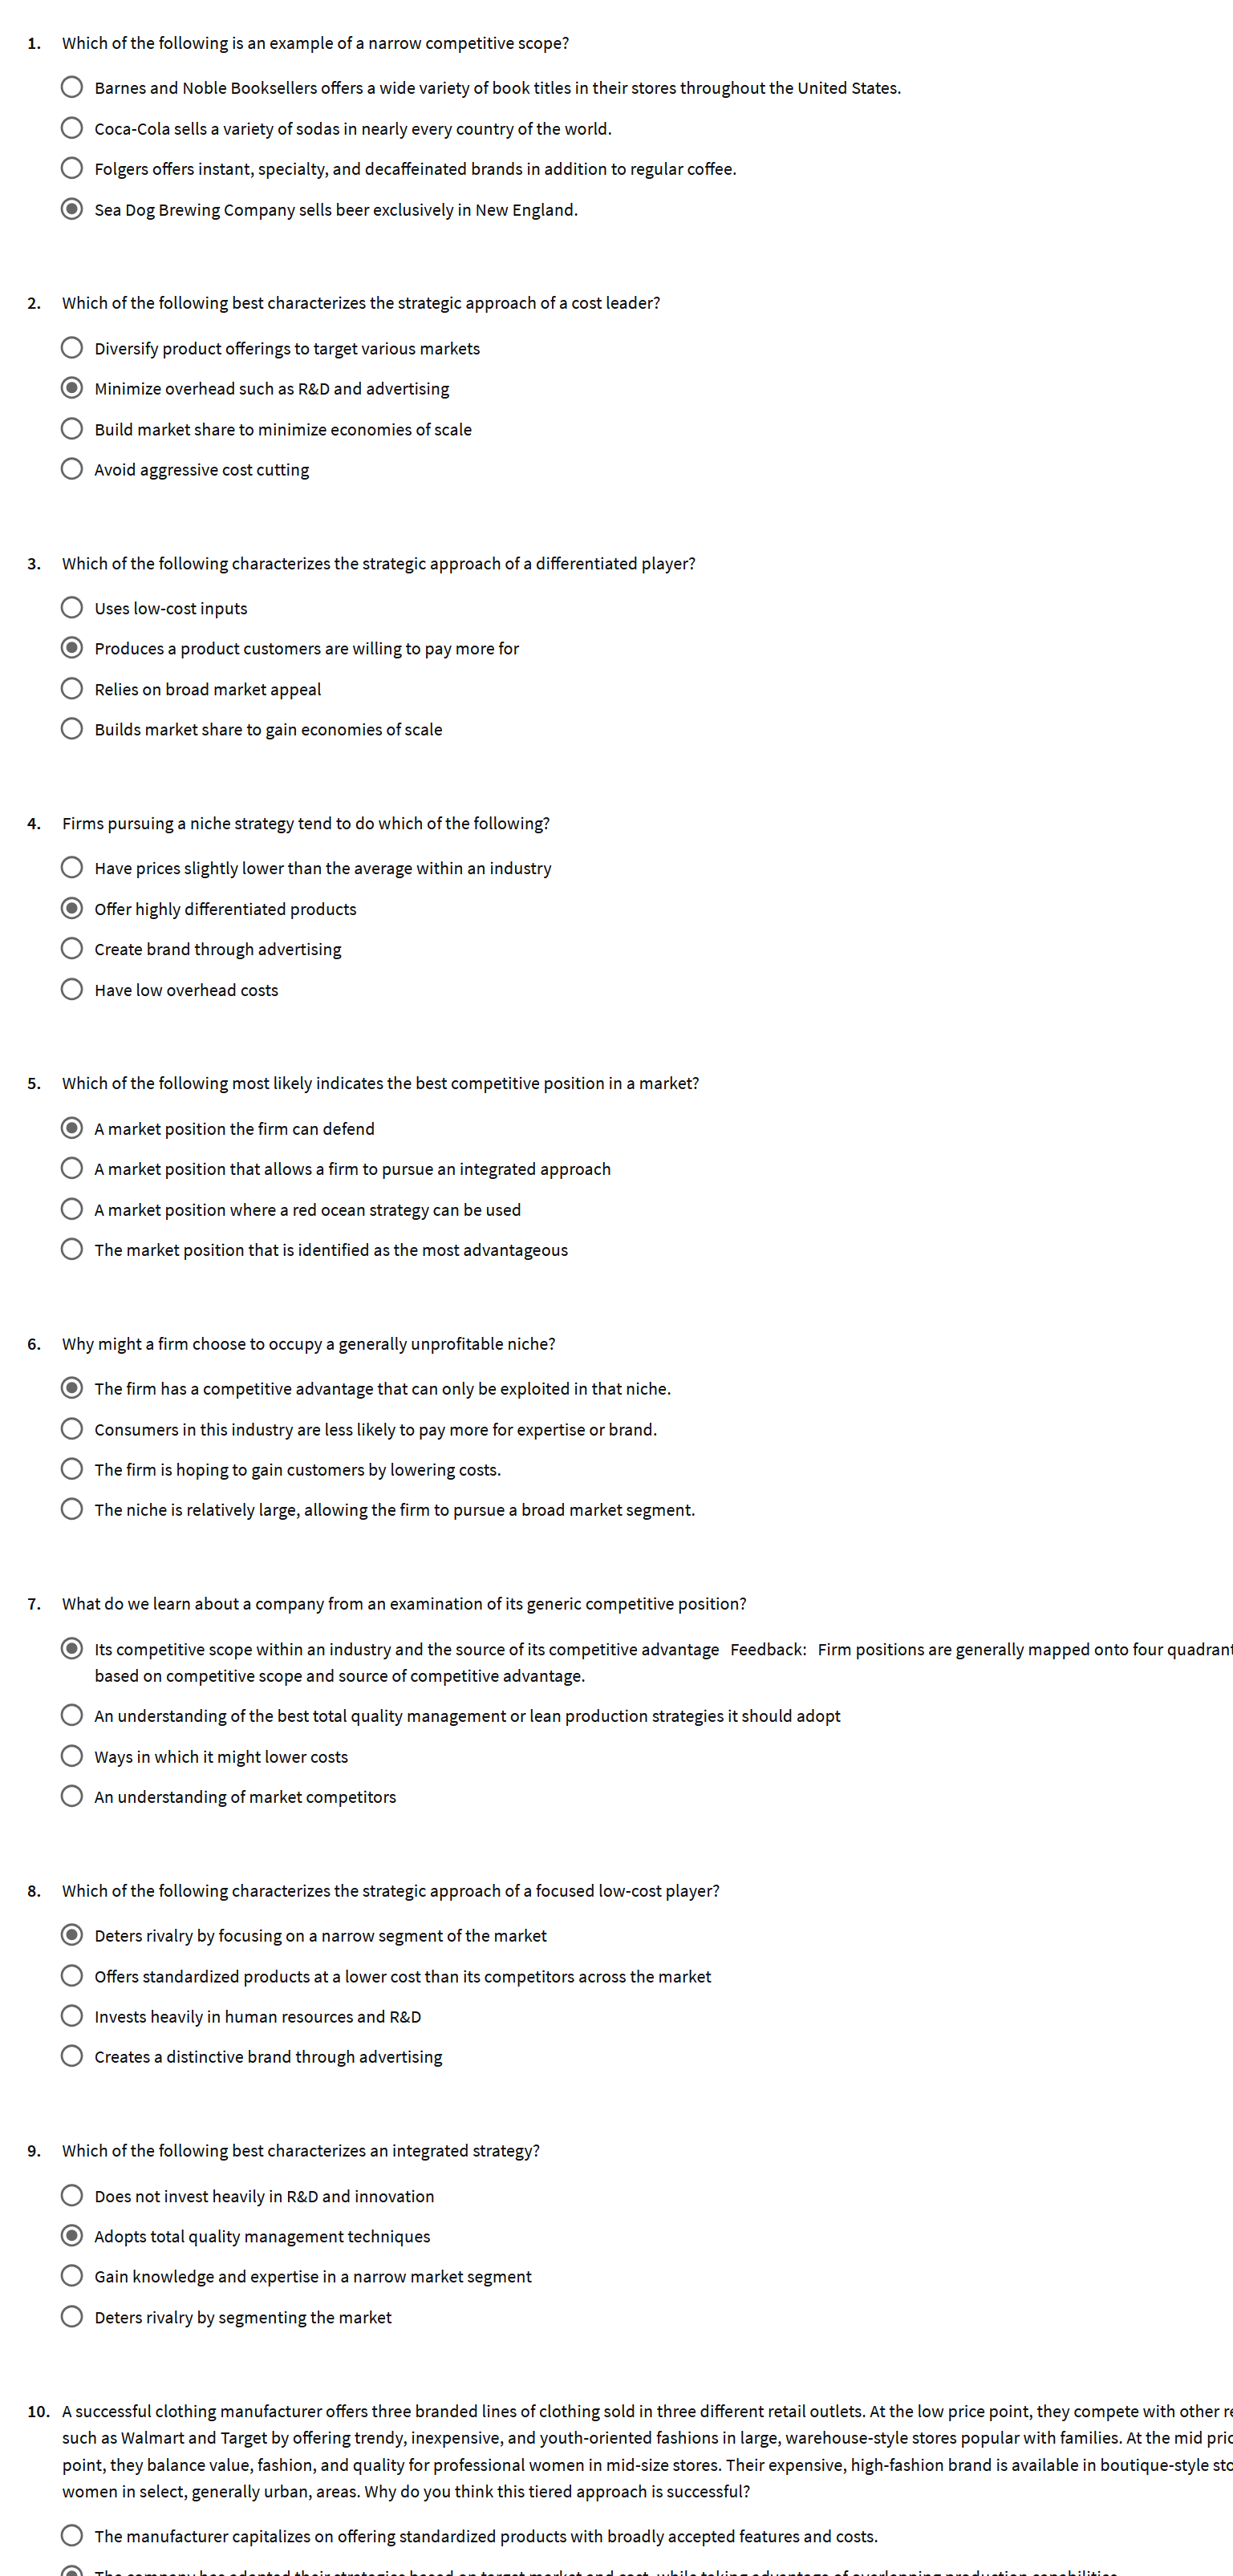 1. Which of the following is an example of a narrow competitive scope?
Barnes and Noble Booksellers offers a wide variety of book titles in their stores throughout the United States.
Coca-Cola sells a variety of sodas in nearly every country of the world.
Folgers offers instant, specialty, and decaffeinated brands in addition to regular coffee.
Sea Dog Brewing Company sells beer exclusively in New England.
2. Which of the following best characterizes the strategic approach of a cost leader?
Diversify product offerings to target various markets
Minimize overhead such as R&D and advertising
Build market share to minimize economies of scale
Avoid aggressive cost cutting
3. Which of the following characterizes the strategic approach of a differentiated player?
Uses low-cost inputs
Produces a product customers are willing to pay more for
Relies on broad market appeal
Builds market share to gain economies of scale
4. Firms pursuing a niche strategy tend to do which of the following?
Have prices slightly lower than the average within an industry
Offer highly differentiated products
Create brand through advertising
Have low overhead costs
5. Which of the following most likely indicates the best competitive position in a market?
A market position the firm can defend
A market position that allows a firm to pursue an integrated approach
A market position where a red ocean strategy can be used
The market position that is identified as the most advantageous
6. Why might a firm choose to occupy a generally unprofitable niche?
The firm has a competitive advantage that can only be exploited in that niche.
Consumers in this industry are less likely to pay more for expertise or brand.
The firm is hoping to gain customers by lowering costs.
The niche is relatively large, allowing the firm to pursue a broad market segment.
7. What do we learn about a company from an examination of its generic competitive position?
Its competitive scope within an industry and the source of its competitive advantage Feedback: Firm positions are generally mapped onto four quadrant
based on competitive scope and source of competitive advantage.
An understanding of the best total quality management or lean production strategies it should adopt
Ways in which it might lower costs
An understanding of market competitors
8. Which of the following characterizes the strategic approach of a focused low-cost player?
Deters rivalry by focusing on a narrow segment of the market
Offers standardized products at a lower cost than its competitors across the market
Invests heavily in human resources and R&D
Creates a distinctive brand through advertising
9. Which of the following best characterizes an integrated strategy?
Does not invest heavily in R&D and innovation
Adopts total quality management techniques
Gain knowledge and expertise in a narrow market segment
Deters rivalry by segmenting the market
10. A successful clothing manufacturer offers three branded lines of clothing sold in three different retail outlets. At the low price point, they compete with other re
such as Walmart and Target by offering trendy, inexpensive, and youth-oriented fashions in large, warehouse-style stores popular with families. At the mid pric
point, they balance value, fashion, and quality for professional women in mid-size stores. Their expensive, high-fashion brand is available in boutique-style sto
women in select, generally urban, areas. Why do you think this tiered approach is successful?
The manufacturer capitalizes on offering standardized products with broadly accepted features and costs.